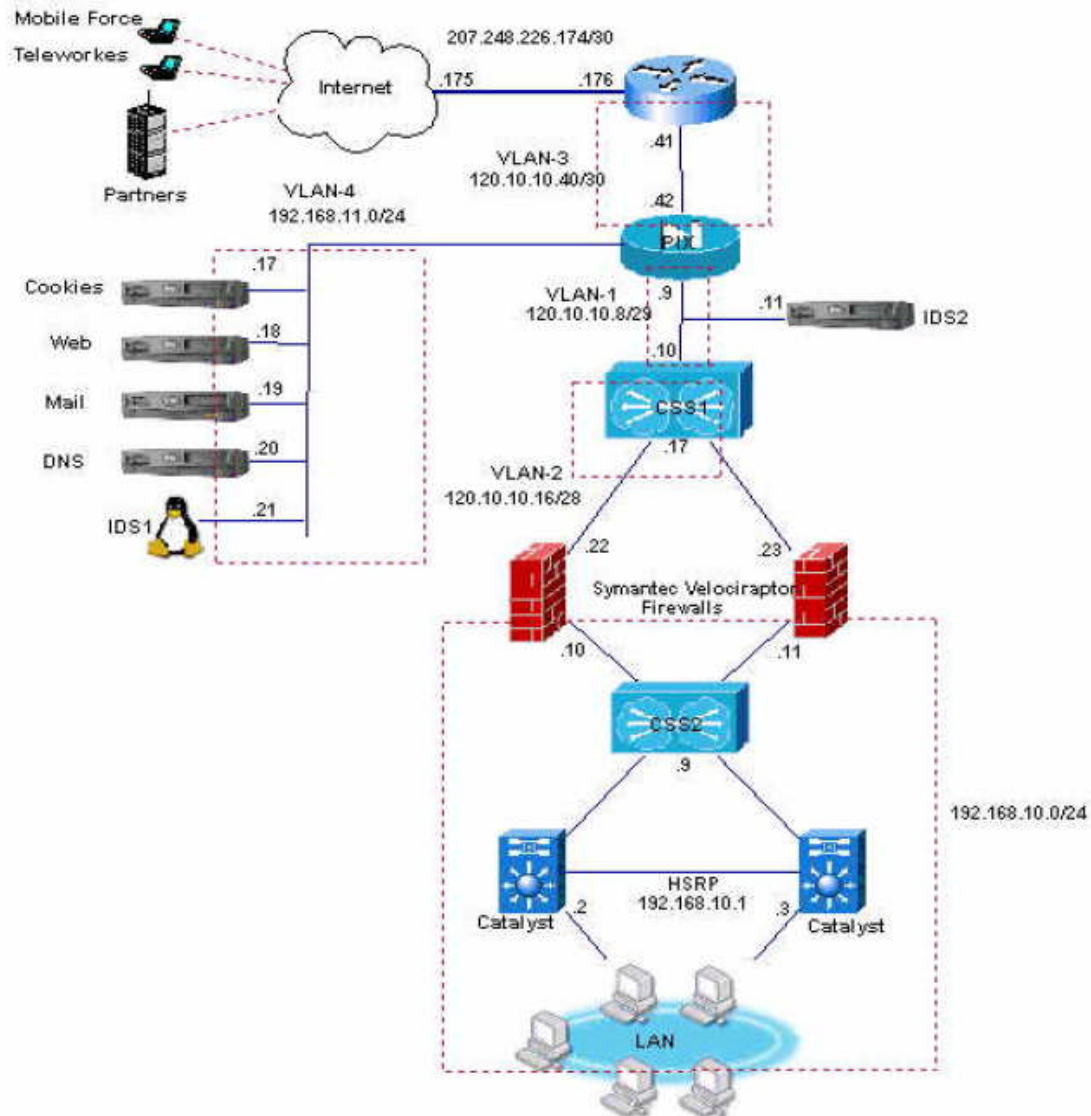 Mobile Force
Teleworkes
Partners
Internet
207.248.226.174/30
.175
.176
.41
VLAN-3
120.10.10.40/30
.42
PIX
VLAN-4
192.168.11.0/24
Cookies
.17
Web
.18
Mail
.19
DNS
.20
IDS1
.21
VLAN-1
120.10.10.8/29
.9
.11
IDS2
.10
CSS1
.17
VLAN-2
120.10.10.16/28
.22
.23
Symantec Velociraptor
Firewalls
.10
.11
CSS2
.9
192.168.10.0/24
HSRP
192.168.10.1
.2
.3
Catalyst
Catalyst
LAN